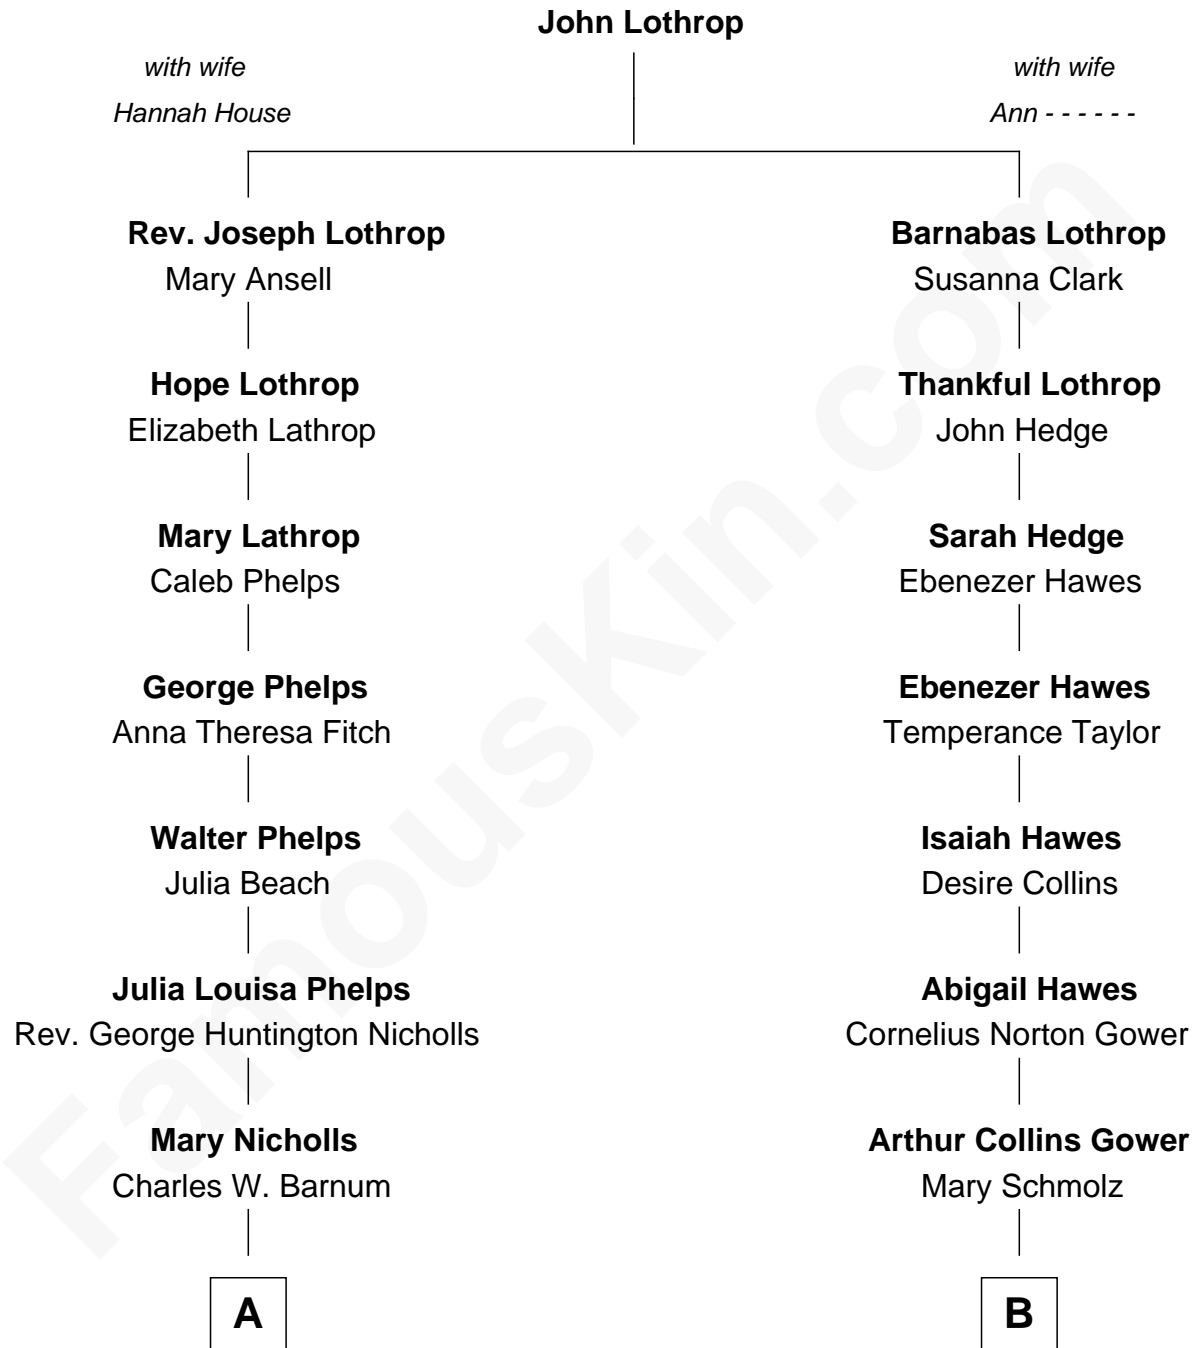 John Lothrop
with wife
Hannah House
with wife
Ann - - - - - -
Rev. Joseph Lothrop
Mary Ansell
Barnabas Lothrop
Susanna Clark
Hope Lothrop
Elizabeth Lathrop
Thankful Lothrop
John Hedge
Mary Lathrop
Caleb Phelps
Sarah Hedge
Ebenezer Hawes
George Phelps
Anna Theresa Fitch
Ebenezer Hawes
Temperance Taylor
Walter Phelps
Julia Beach
Isaiah Hawes
Desire Collins
Julia Louisa Phelps
Rev. George Huntington Nicholls
Abigail Hawes
Cornelius Norton Gower
Mary Nicholls
Charles W. Barnum
Arthur Collins Gower
Mary Schmolz
A
B
FamousKin.com